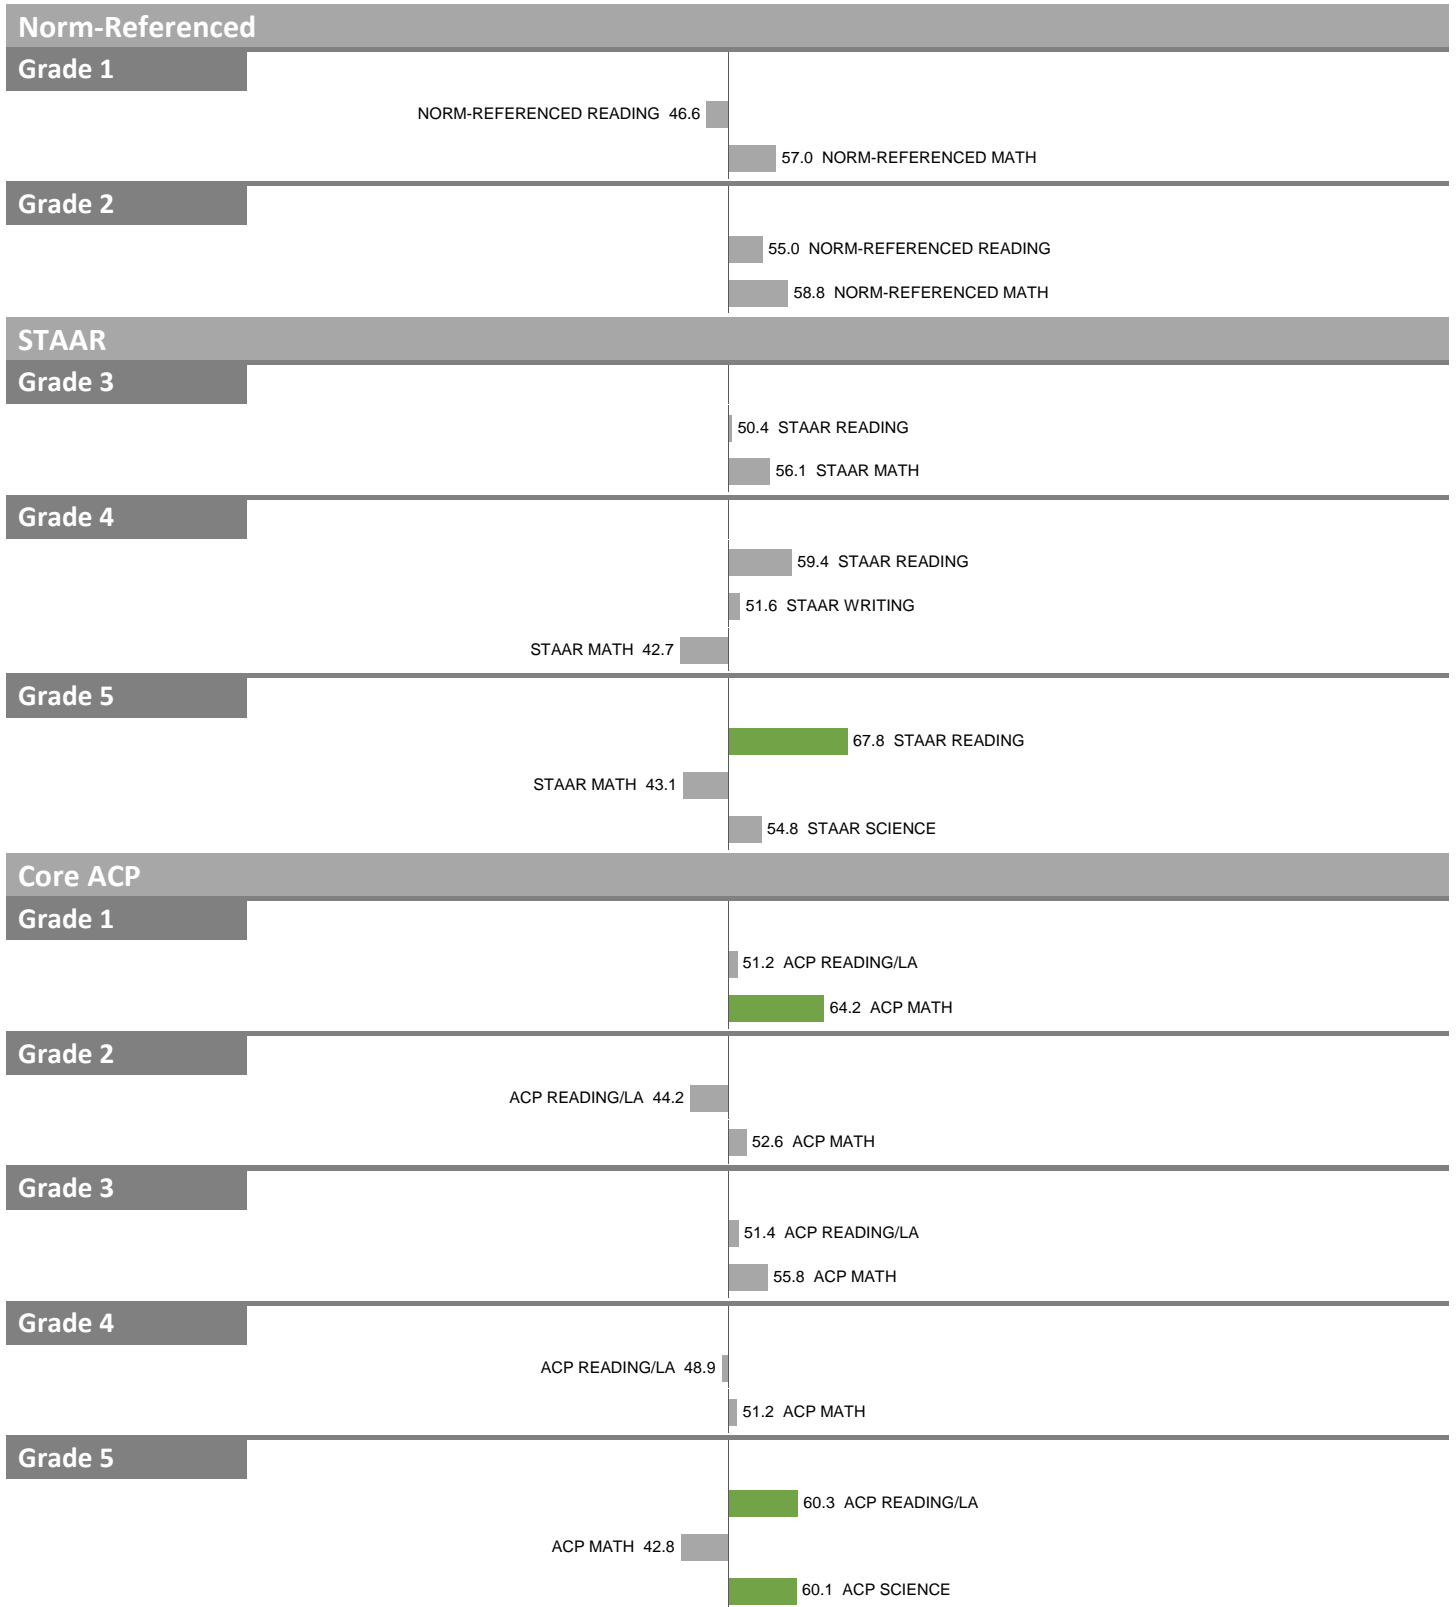 Norm-Referenced
Grade 1
NORM-REFERENCED READING 46.6
57.0 NORM-REFERENCED MATH
Grade 2
55.0 NORM-REFERENCED READING
58.8 NORM-REFERENCED MATH
STAAR
Grade 3
50.4 STAAR READING
56.1 STAAR MATH
Grade 4
59.4 STAAR READING
51.6 STAAR WRITING
STAAR MATH 42.7
Grade 5
67.8 STAAR READING
STAAR MATH 43.1
54.8 STAAR SCIENCE
Core ACP
Grade 1
51.2 ACP READING/LA
64.2 ACP MATH
Grade 2
ACP READING/LA 44.2
52.6 ACP MATH
Grade 3
51.4 ACP READING/LA
55.8 ACP MATH
Grade 4
ACP READING/LA 48.9
51.2 ACP MATH
Grade 5
60.3 ACP READING/LA
ACP MATH 42.8
60.1 ACP SCIENCE